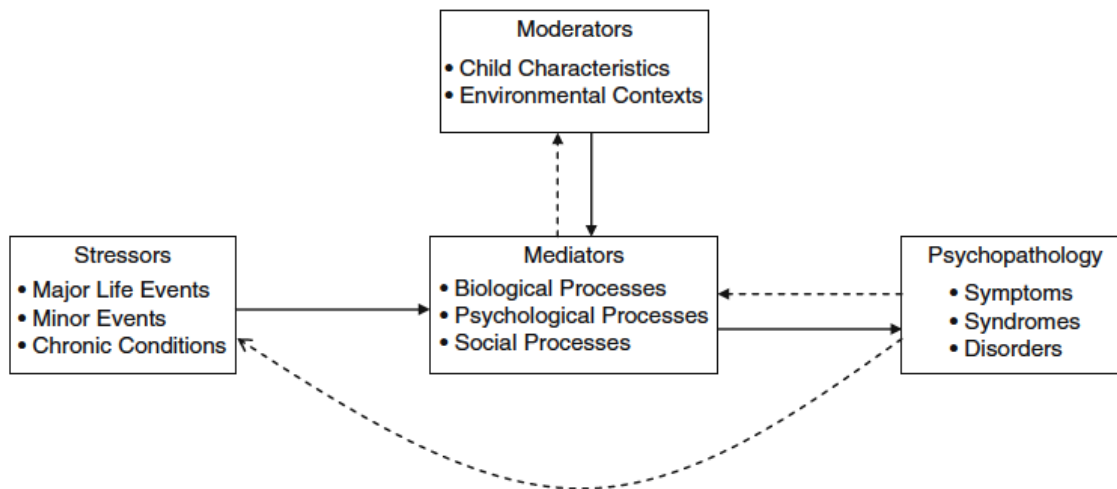 Moderators
• Child Characteristics
• Environmental Contexts
Stressors
• Major Life Events
• Minor Events
• Chronic Conditions
Mediators
• Biological Processes
• Psychological Processes
• Social Processes
Psychopathology
• Symptoms
• Syndromes
• Disorders